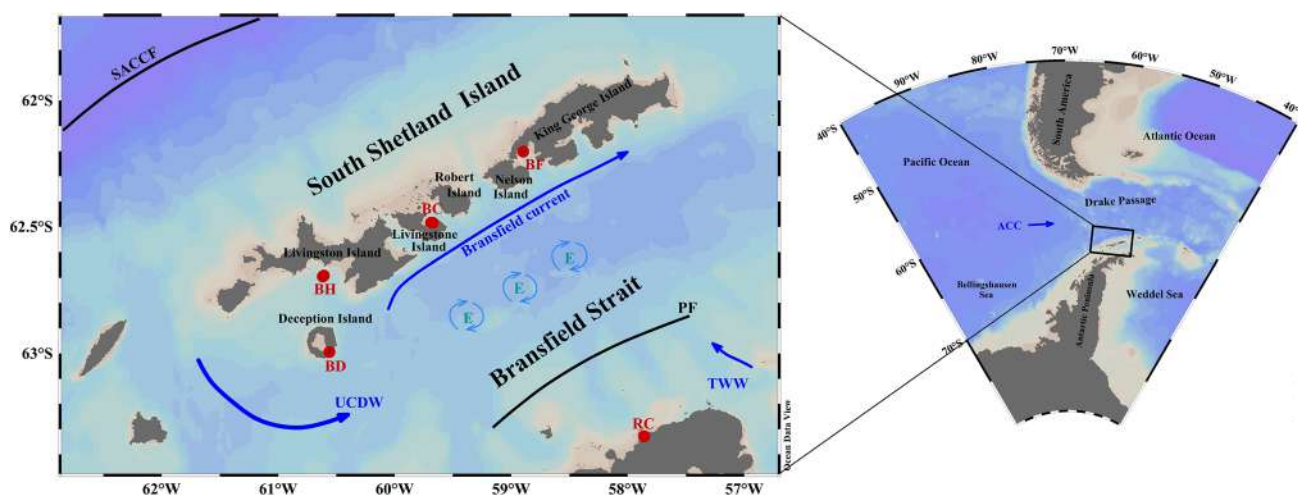 SACCF
South Shetland Island
King George Island
BF
Nelson
Island
Robert
Island
BC
Livingstone
Island
Livingston Island
BH
Bransfield current
E
E
E
Deception Island
BD
Bransfield Strait
PF
UCDW
TWW
RC
Ocean Data View
62°S
62.5°S
63°S
62°W
61°W
60°W
59°W
58°W
57°W
90°W
80°W
70°W
60°W
50°W
40°
40°S
50°S
60°S
70°S
South America
Atlantic Ocean
Pacific Ocean
Drake Passage
ACC
Bellingshausen
Sea
Weddel Sea
Antarctic Peninsula